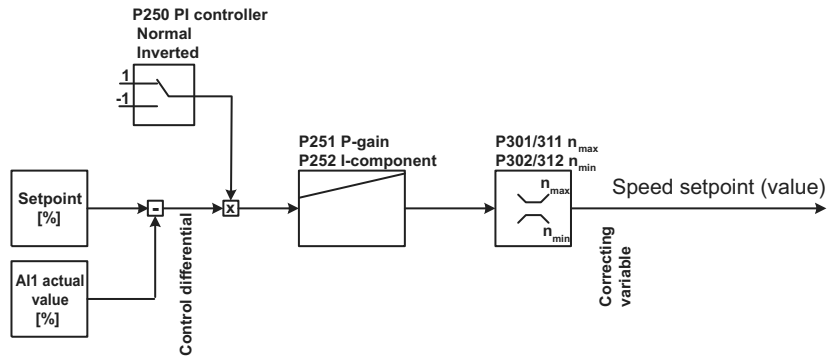 P250 PI controller
Normal
Inverted
1
-1
P251 P-gain
P252 I-component
P301/311 nmax
P302/312 nmin
Setpoint
[%]
-
x
nmax
nmin
Speed setpoint (value)
AI1 actual
value
[%]
Control differential
Correcting
variable